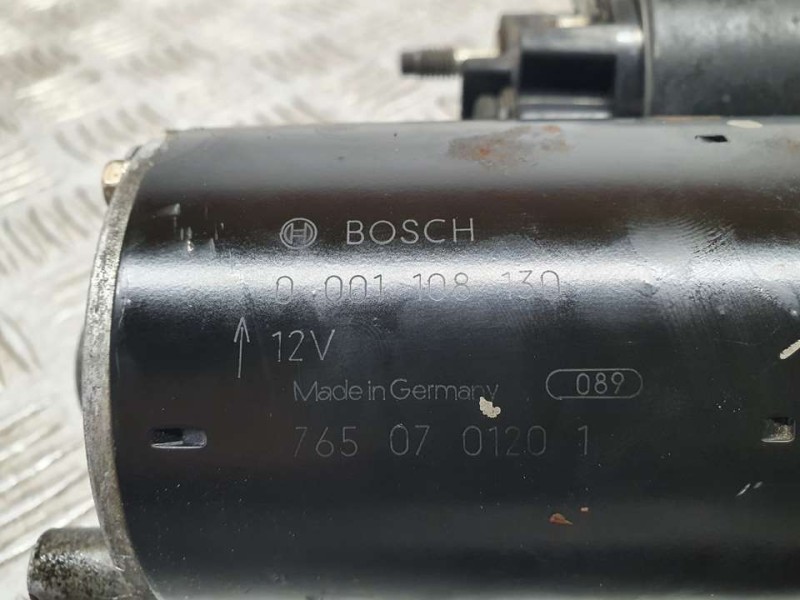 BOSCH
0 001 108 130
12V
Made in Germany 089
765 07 0120 1